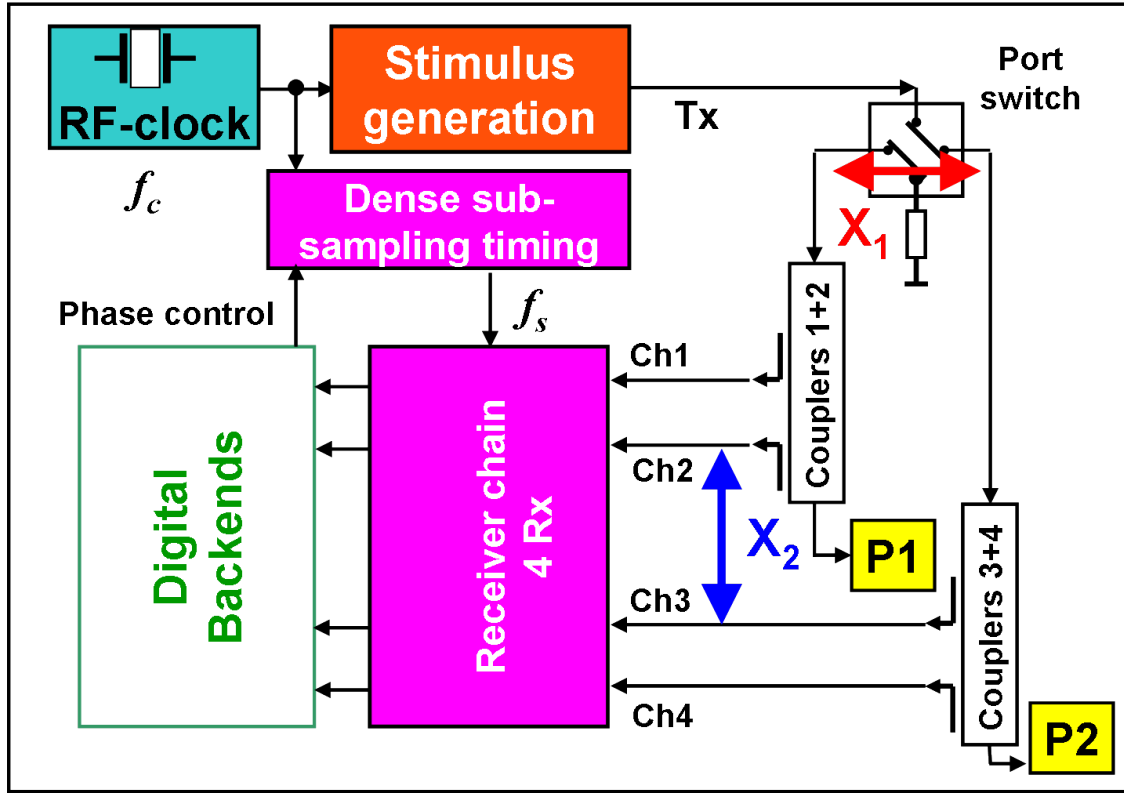 RF-clock
Stimulus
generation
Tx
Port
switch
f_c
Dense sub-
sampling timing
X₁
Phase control
f_s
Digital
Backends
Receiver chain
4 Rx
Ch1
Ch2
X₂
Ch3
Ch4
Couplers 1+2
P1
Couplers 3+4
P2